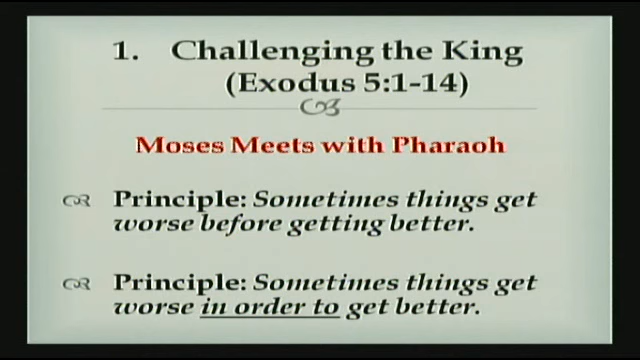 1. Challenging the King
(Exodus 5:1-14)
Moses Meets with Pharaoh
Principle: Sometimes things get
worse before getting better.
Principle: Sometimes things get
worse in order to get better.